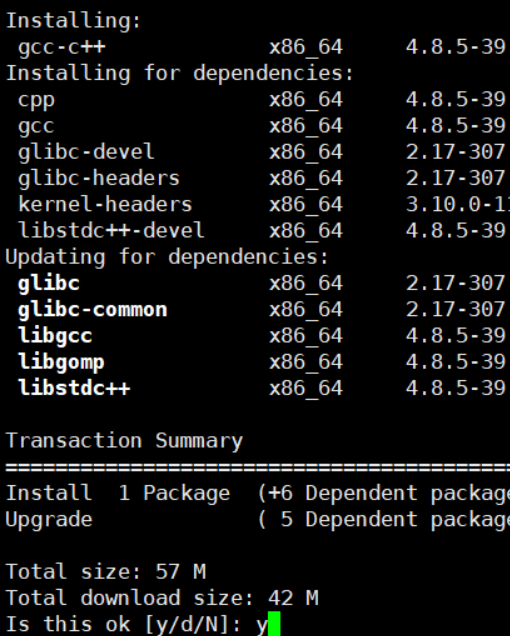 Installing:
gcc-c++ x86_64 4.8.5-39
Installing for dependencies:
cpp x86_64 4.8.5-39
gcc x86_64 4.8.5-39
glibc-devel x86_64 2.17-307
glibc-headers x86_64 2.17-307
kernel-headers x86_64 3.10.0-11
libstdc++-devel x86_64 4.8.5-39
Updating for dependencies:
glibc x86_64 2.17-307
glibc-common x86_64 2.17-307
libgcc x86_64 4.8.5-39
libgomp x86_64 4.8.5-39
libstdc++ x86_64 4.8.5-39
Transaction Summary
=========================================
Install 1 Package (+6 Dependent package
Upgrade ( 5 Dependent package
Total size: 57 M
Total download size: 42 M
Is this ok [y/d/N]: y